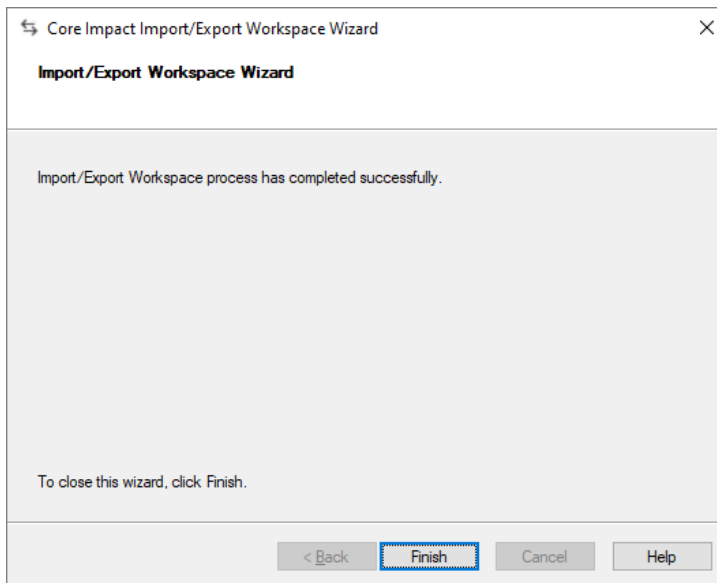 Core Impact Import/Export Workspace Wizard
Import/Export Workspace Wizard
Import/Export Workspace process has completed successfully.
To close this wizard, click Finish.
< Back Finish Cancel Help